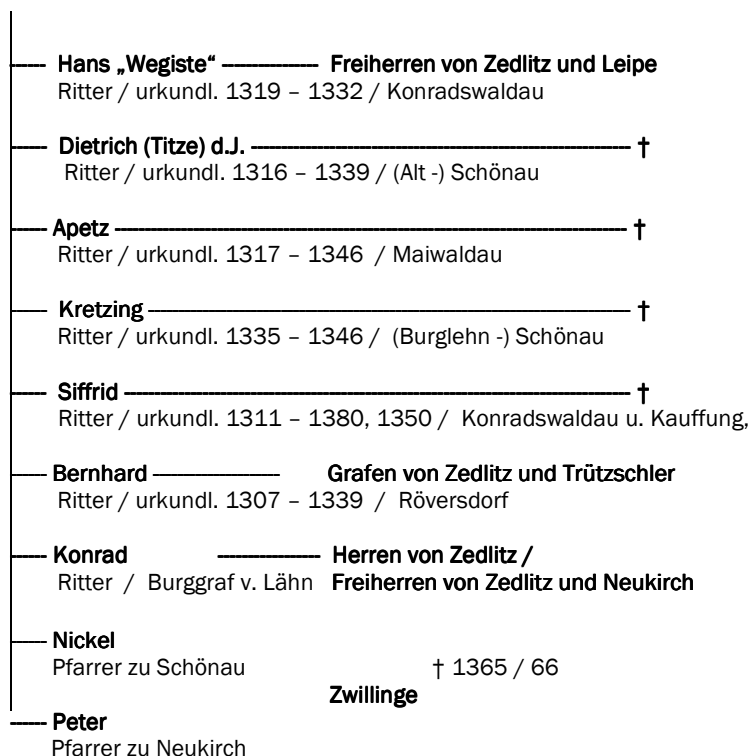 Hans „Wegiste“ Freiherren von Zedlitz und Leipe
Ritter / urkundl. 1319 – 1332 / Konradswaldau
Dietrich (Titze) d.J. †
Ritter / urkundl. 1316 – 1339 / (Alt -) Schönau
Apetz †
Ritter / urkundl. 1317 – 1346 / Maiwaldau
Kretzing †
Ritter / urkundl. 1335 – 1346 / (Burglehn -) Schönau
Siffrid †
Ritter / urkundl. 1311 – 1380, 1350 / Konradswaldau u. Kauffung,
Bernhard Grafen von Zedlitz und Trützschler
Ritter / urkundl. 1307 – 1339 / Röversdorf
Konrad Herren von Zedlitz /
Ritter / Burggraf v. Lähn Freiherren von Zedlitz und Neukirch
Nickel
Pfarrer zu Schönau † 1365 / 66
Zwillinge
Peter
Pfarrer zu Neukirch